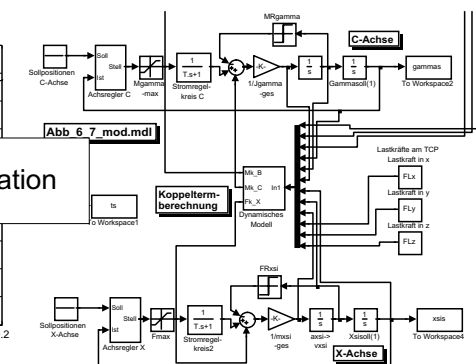 MRgamma
C-Achse
Soll
Ist
Stell
Sollpositionen
C-Achse
Achsregler C
Mgamma
-max
1
T.s+1
Stromregel-
kreis C
-K-
1/Jgamma
-ges
1
s
1
s
Gammasoll(1)
gammas
To Workspace2
Abb_6_7_mod.mdl
ation
ts
To Workspace1
Koppelterm-
berechnung
Mk_B
Mk_C
Fk_X
In1
Dynamisches
Modell
Lastkräfte am TCP
Lastkraft in x
FLx
Lastkraft in y
FLy
Lastkraft in z
FLz
FRxsi
Soll
Ist
Stell
Sollpositionen
X-Achse
Achsregler X
Fmax
1
T.s+1
Stromregel-
kreis2
-K-
1/mxsi
-ges
1
s
axsi->
vxsi
1
s
Xsisoll(1)
xsis
To Workspace4
X-Achse
.2